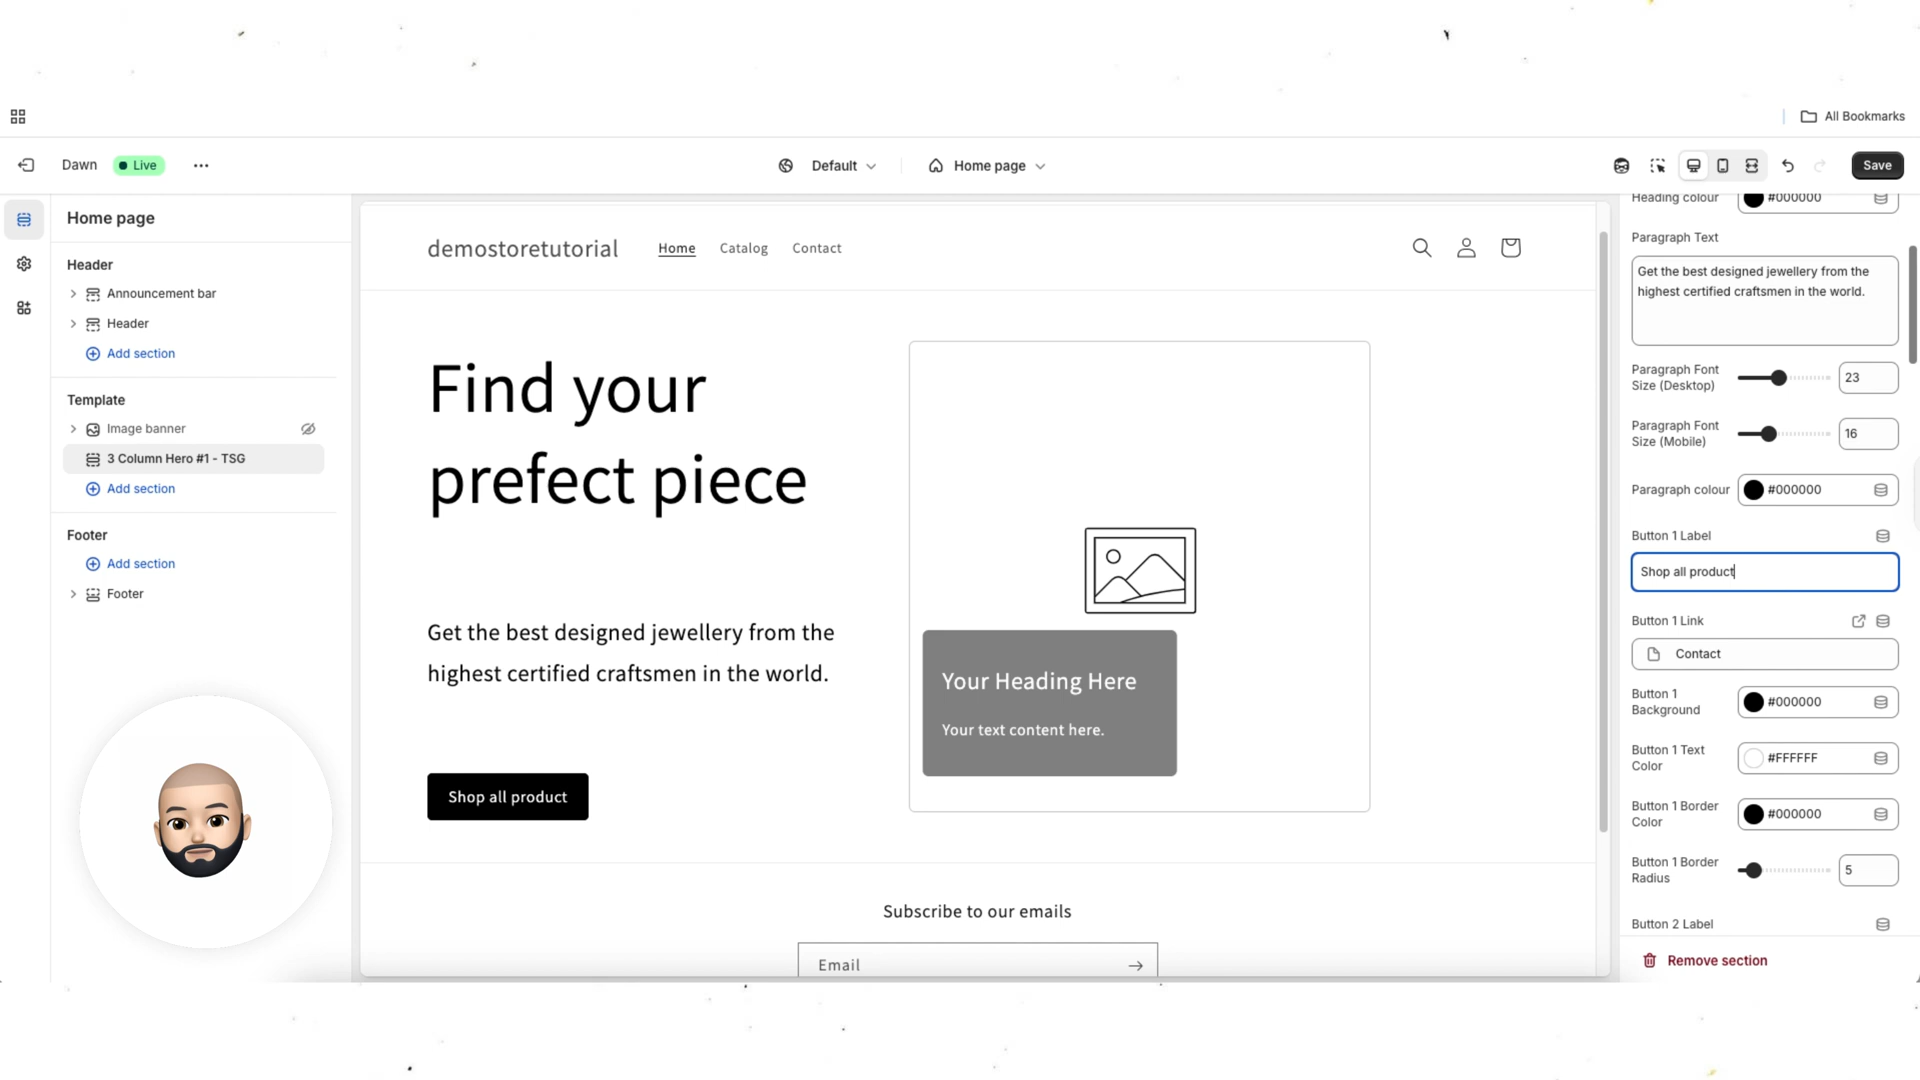 All Bookmarks
Dawn
Live
Default
Home page
Save
Home page
Header
Announcement bar
Header
Add section
Template
Image banner
3 Column Hero #1 - TSG
Add section
Footer
Add section
Footer
demostoretutorial
Home
Catalog
Contact
Find your
prefect piece
Get the best designed jewellery from the
highest certified craftsmen in the world.
Shop all product
Your Heading Here
Your text content here.
Subscribe to our emails
Email
Heading colour
#000000
Paragraph Text
Get the best designed jewellery from the
highest certified craftsmen in the world.
Paragraph Font
Size (Desktop)
23
Paragraph Font
Size (Mobile)
16
Paragraph colour
#000000
Button 1 Label
Shop all product
Button 1 Link
Contact
Button 1
Background
#000000
Button 1 Text
Color
#FFFFFF
Button 1 Border
Color
#000000
Button 1 Border
Radius
5
Button 2 Label
Remove section